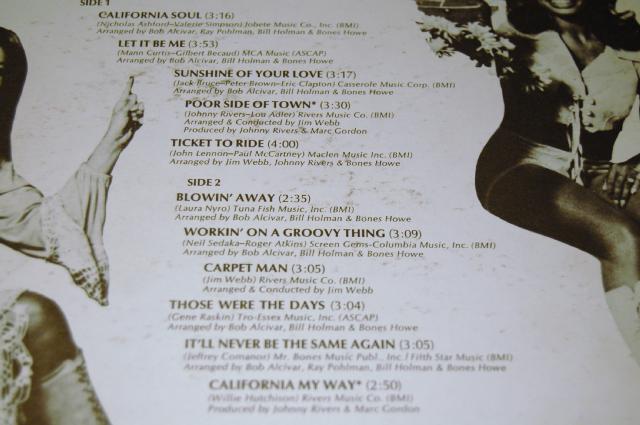 SIDE 1
CALIFORNIA SOUL (3:16)
(Nicholas Ashford-Valerie Simpson) Jobete Music Co., Inc. (BMI)
Arranged by Bob Alcivar, Ray Pohlman, Bill Holman & Bones Howe
LET IT BE ME (3:53)
(Mann Curtis-Gilbert Becaud) MCA Music (ASCAP)
Arranged by Bob Alcivar, Bill Holman & Bones Howe
SUNSHINE OF YOUR LOVE (3:17)
(Jack Bruce-Peter Brown-Eric Clapton) Casserole Music Corp. (BMI)
Arranged by Bob Alcivar, Bill Holman & Bones Howe
POOR SIDE OF TOWN* (3:30)
(Johnny Rivers-Lou Adler) Rivers Music Co. (BMI)
Arranged & Conducted by Jim Webb
Produced by Johnny Rivers & Marc Gordon
TICKET TO RIDE (4:00)
(John Lennon-Paul McCartney) Maclen Music Inc. (BMI)
Arranged by Jim Webb, Johnny Rivers & Bones Howe
SIDE 2
BLOWIN' AWAY (2:35)
(Laura Nyro) Tuna Fish Music, Inc. (BMI)
Arranged by Bob Alcivar, Bill Holman & Bones Howe
WORKIN' ON A GROOVY THING (3:09)
(Neil Sedaka-Roger Atkins) Screen Gems-Columbia Music, Inc. (BMI)
Arranged by Bob Alcivar, Bill Holman & Bones Howe
CARPET MAN (3:05)
(Jim Webb) Rivers Music Co. (BMI)
Arranged & Conducted by Jim Webb
THOSE WERE THE DAYS (3:04)
(Gene Raskin) Tro-Essex Music, Inc. (ASCAP)
Arranged by Bob Alcivar, Bill Holman & Bones Howe
IT'LL NEVER BE THE SAME AGAIN (3:05)
(Jeffrey Comanor) Mr. Bones Music Publ., Inc./ Fifth Star Music (BMI)
Arranged by Bob Alcivar, Ray Pohlman, Bill Holman & Bones Howe
CALIFORNIA MY WAY* (2:50)
(Willie Hutchison) Rivers Music Co. (BMI)
Produced by Johnny Rivers & Marc Gordon